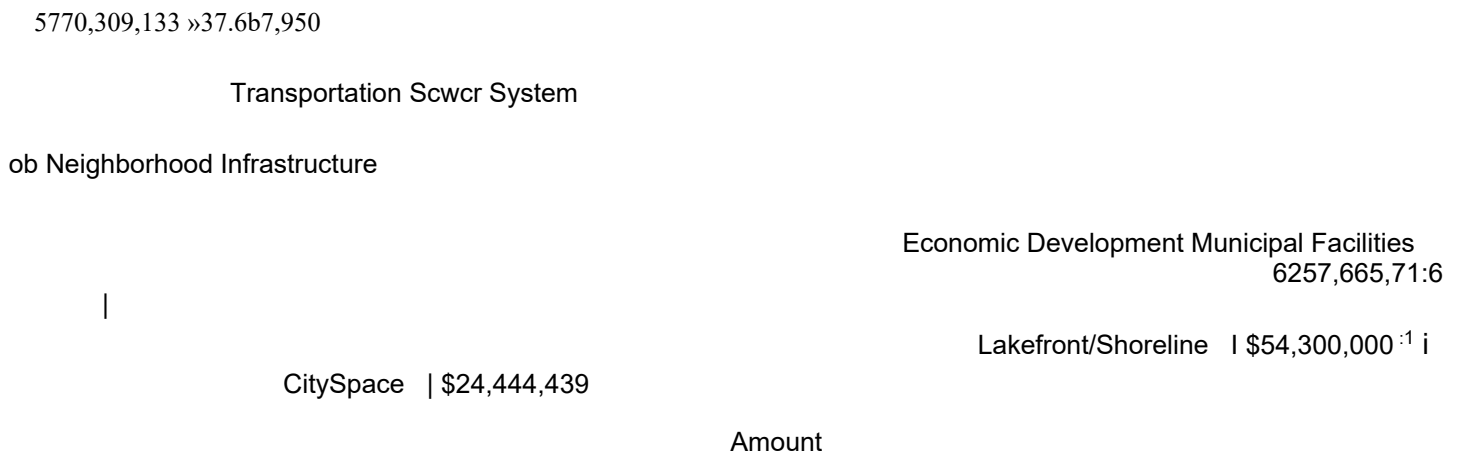 5770,309,133 »37.6b7,950
Transportation Scwcr System
ob Neighborhood Infrastructure
Economic Development Municipal Facilities
6257,665,71:6
|
Lakefront/Shoreline I $54,300,000 :1 i
CitySpace | $24,444,439
Amount